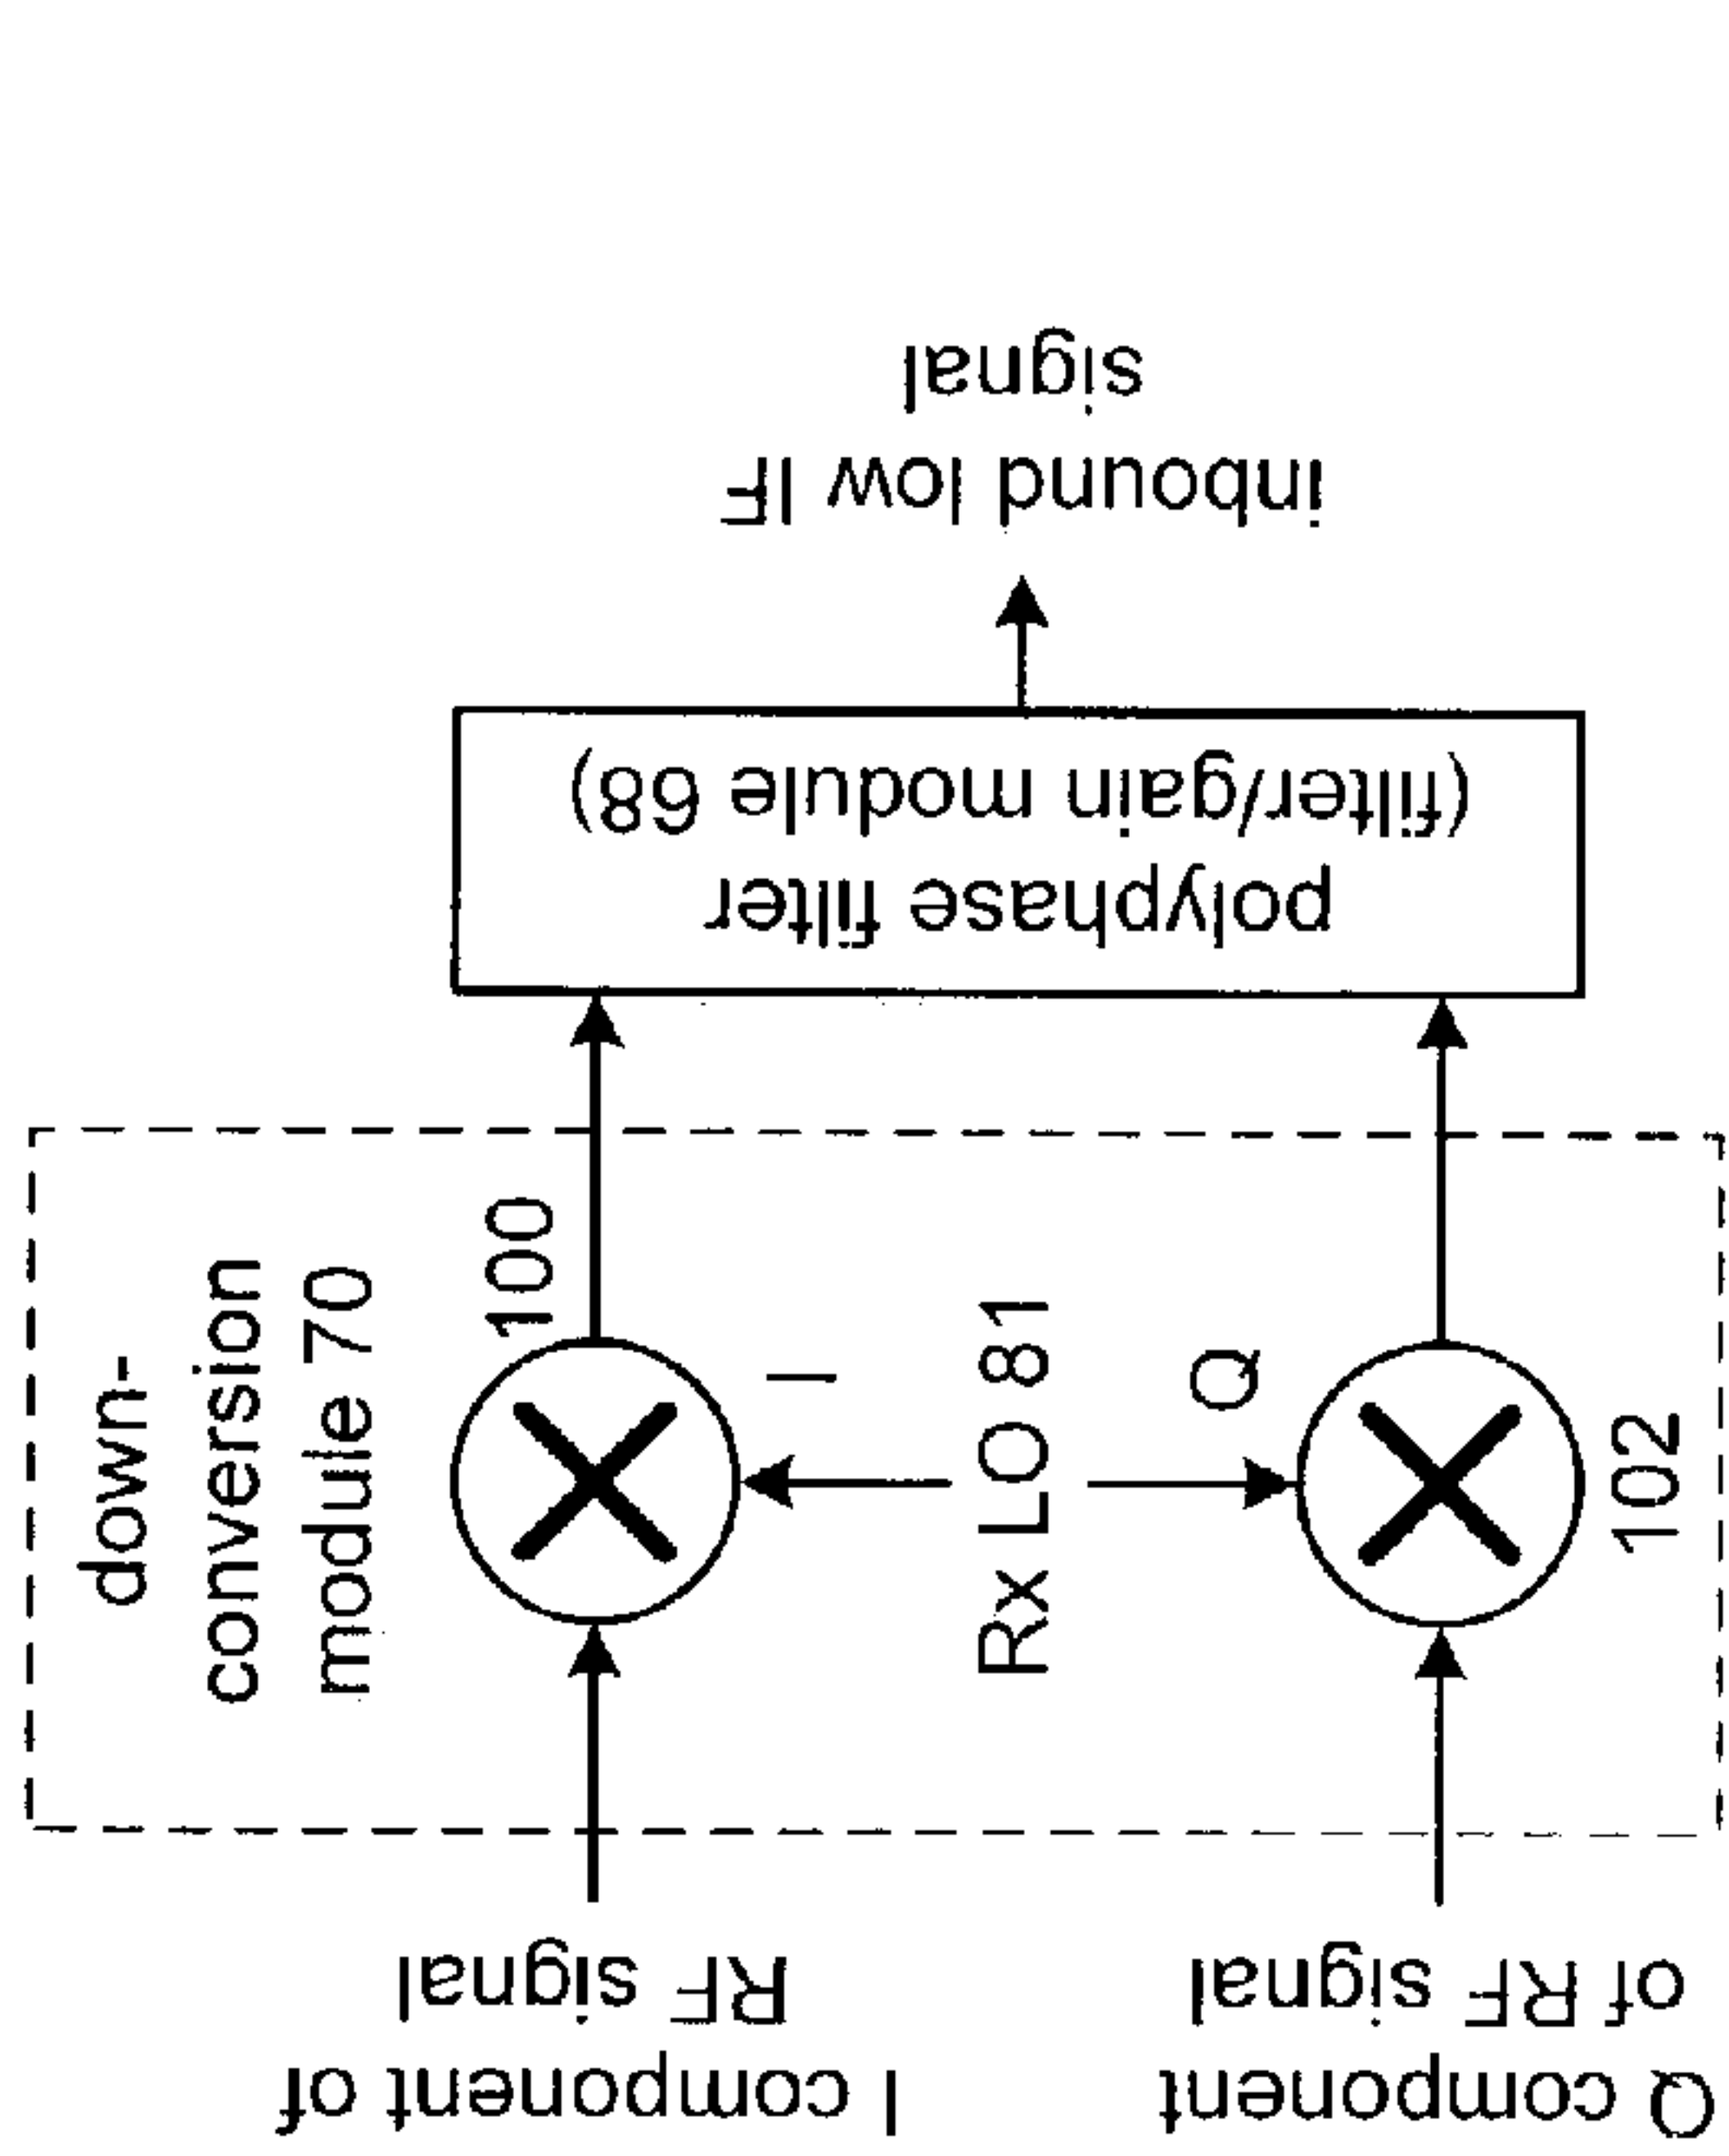 down-
conversion
module 70
100
I
Rx LO 81
Q
102
I component of
RF signal
Q component
of RF signal
polyphase filter
(filter/gain module 68)
inbound low IF
signal